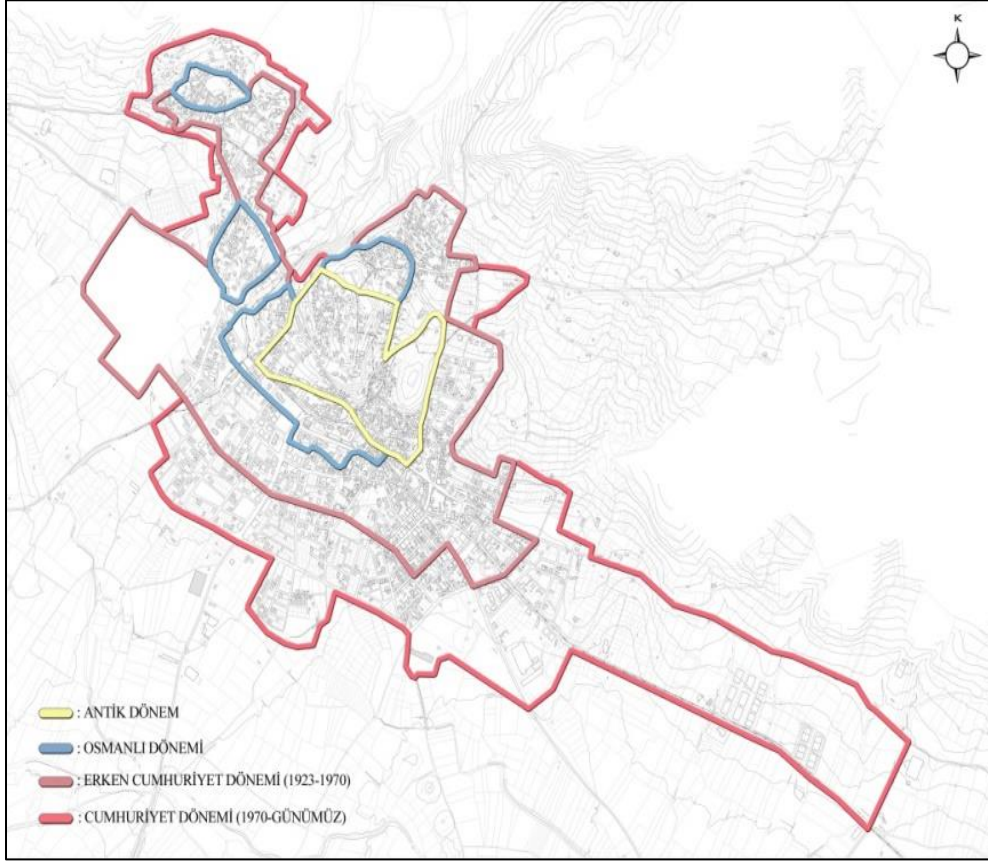 K
: ANTİK DÖNEM
: OSMANLI DÖNEMİ
: ERKEN CUMHURİYET DÖNEMİ (1923-1970)
: CUMHURİYET DÖNEMİ (1970-GÜNÜMÜZ)